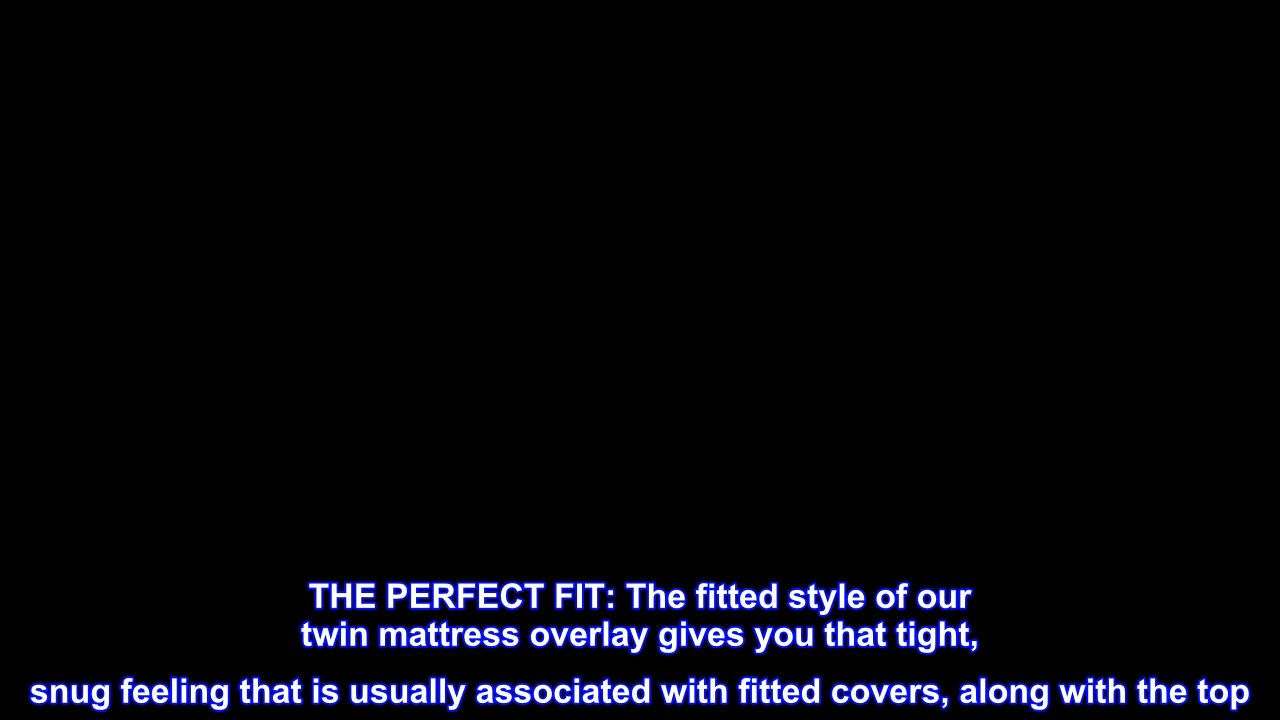 THE PERFECT FIT: The fitted style of our
twin mattress overlay gives you that tight,
snug feeling that is usually associated with fitted covers, along with the top